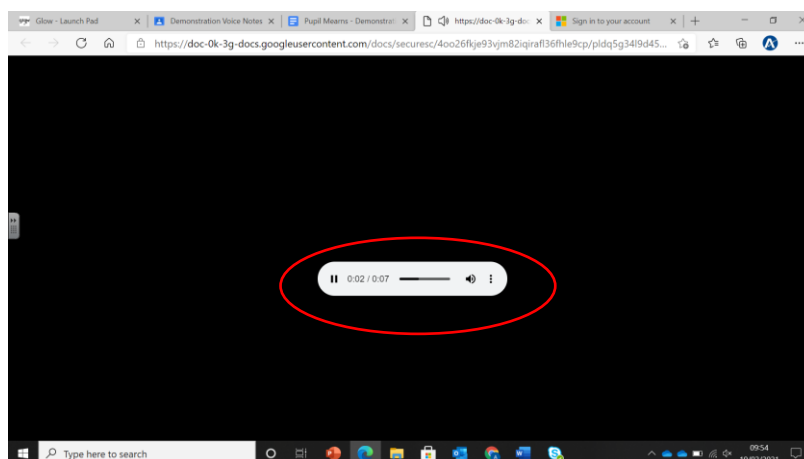 Glow - Launch Pad
Demonstration Voice Notes
Pupil Mearns - Demonstrati
https://doc-0k-3g-doc
Sign in to your account
https://doc-0k-3g-docs.googleusercontent.com/docs/securesc/4oo26fkje93vjm82iqirafl36fhle9cp/pldq5g34l9d45...
0:02 / 0:07
Type here to search
09:54